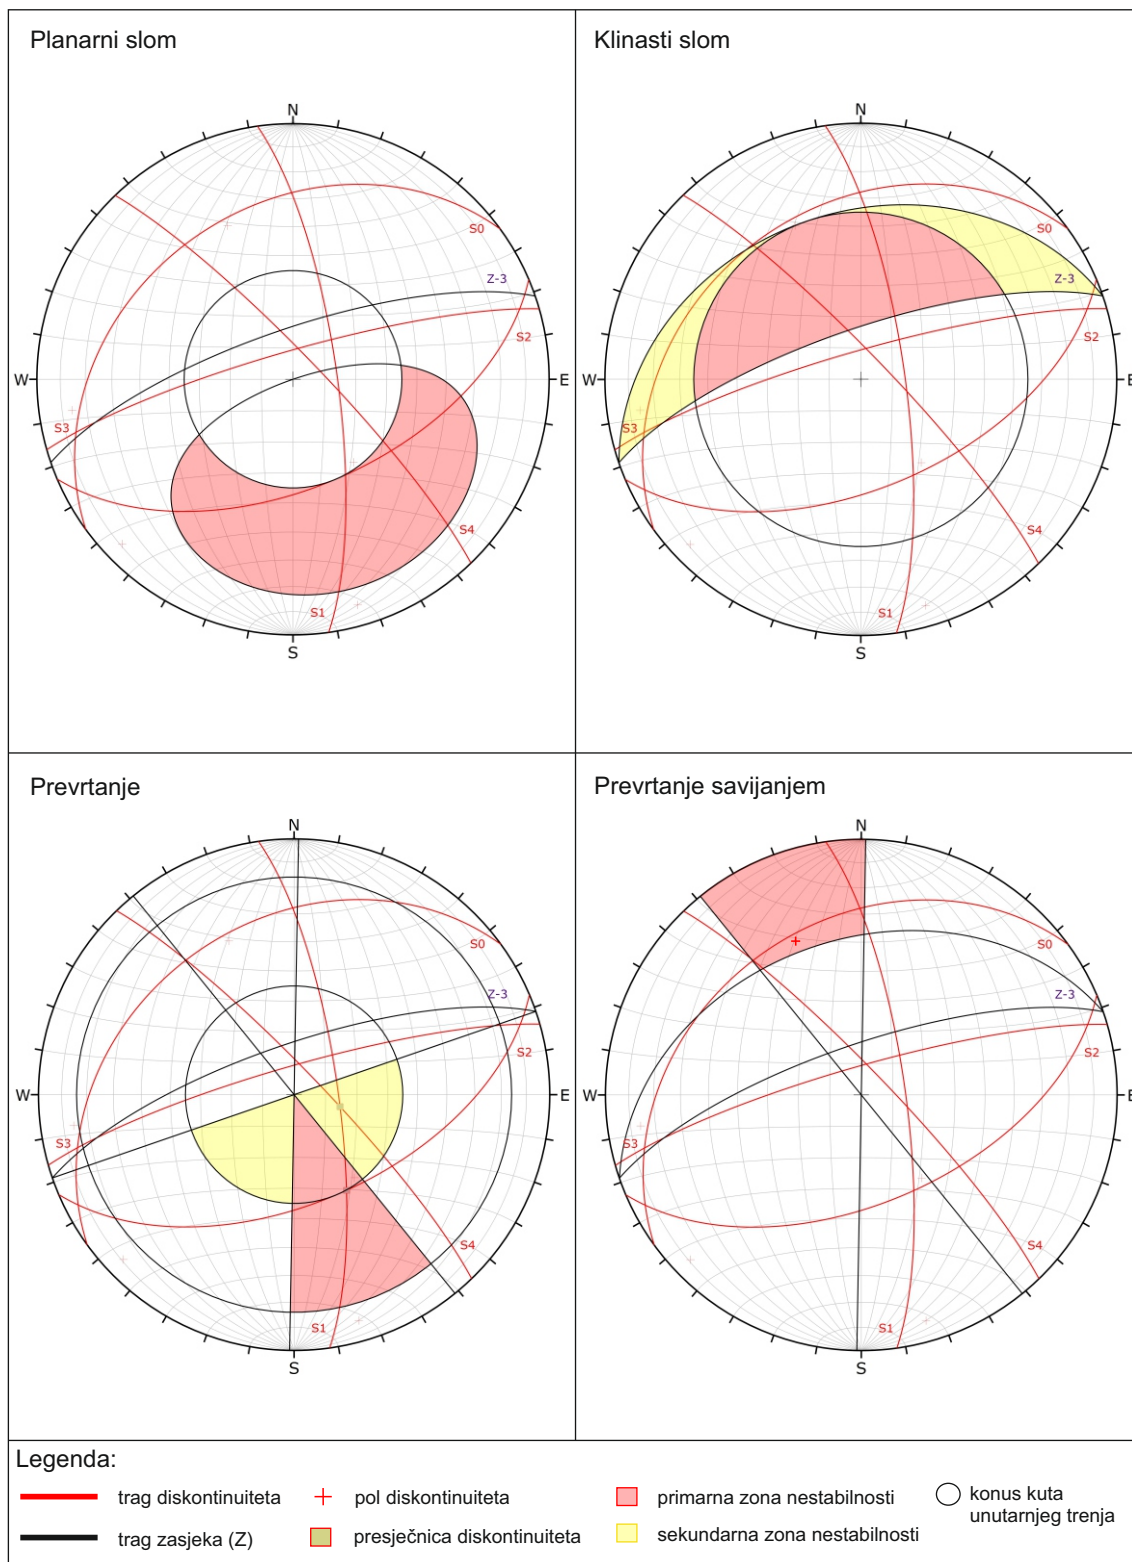 Planarni slom
N
S0
Z-3
S2
W
E
S3
S4
S1
S
Klinasti slom
N
S0
Z-3
S2
W
E
S3
S4
S1
S
Prevrtanje
N
S0
Z-3
S2
W
E
S3
S4
S1
S
Prevrtanje savijanjem
N
S0
Z-3
S2
W
E
S3
S4
S1
S
Legenda:
trag diskontinuiteta
pol diskontinuiteta
primarna zona nestabilnosti
konus kuta
unutarnjeg trenja
trag zasjeka (Z)
presječnica diskontinuiteta
sekundarna zona nestabilnosti